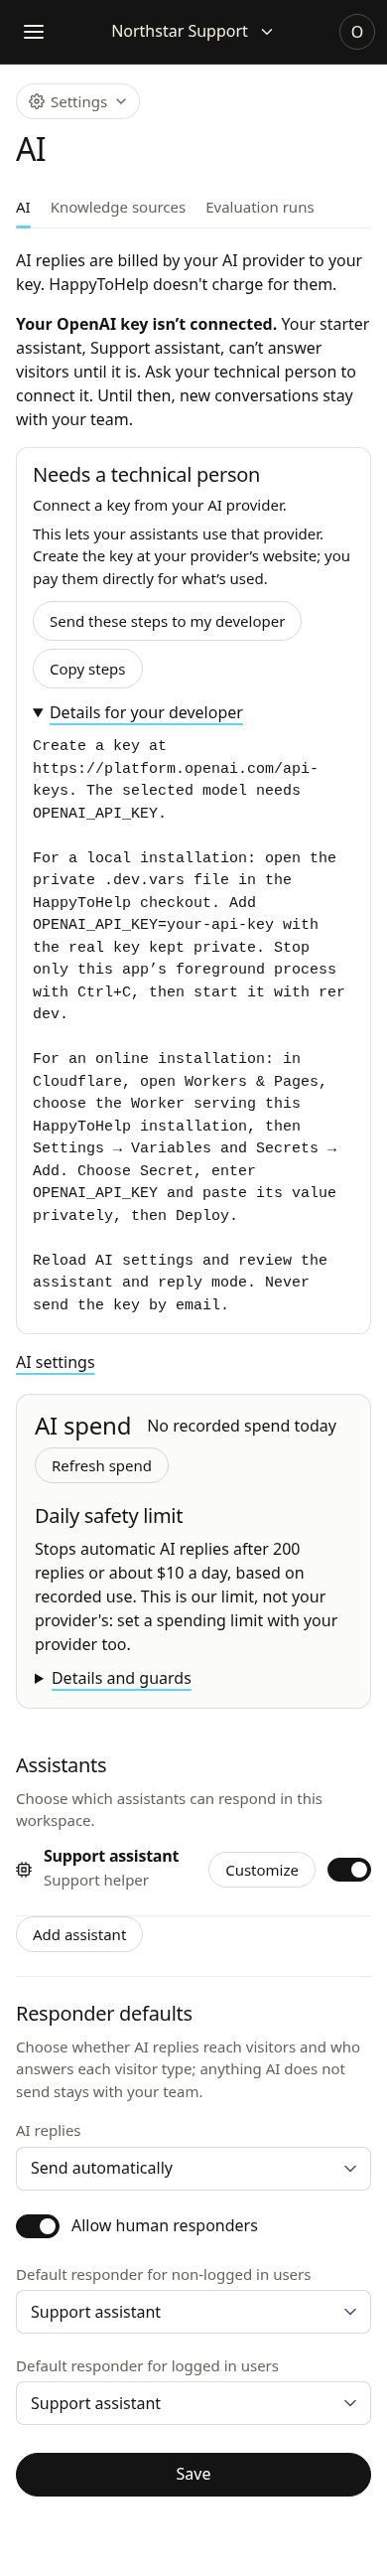 Northstar Support
O
Settings
AI
AI
Knowledge sources
Evaluation runs
AI replies are billed by your AI provider to your
key. HappyToHelp doesn't charge for them.
Your OpenAI key isn’t connected. Your starter
assistant, Support assistant, can’t answer
visitors until it is. Ask your technical person to
connect it. Until then, new conversations stay
with your team.
Needs a technical person
Connect a key from your AI provider.
This lets your assistants use that provider.
Create the key at your provider’s website; you
pay them directly for what’s used.
Send these steps to my developer
Copy steps
Details for your developer
Create a key at
https://platform.openai.com/api-
keys. The selected model needs
OPENAI_API_KEY.
For a local installation: open the
private .dev.vars file in the
HappyToHelp checkout. Add
OPENAI_API_KEY=your-api-key with
the real key kept private. Stop
only this app’s foreground process
with Ctrl+C, then start it with rer
dev.
For an online installation: in
Cloudflare, open Workers & Pages,
choose the Worker serving this
HappyToHelp installation, then
Settings → Variables and Secrets →
Add. Choose Secret, enter
OPENAI_API_KEY and paste its value
privately, then Deploy.
Reload AI settings and review the
assistant and reply mode. Never
send the key by email.
AI settings
AI spend
No recorded spend today
Refresh spend
Daily safety limit
Stops automatic AI replies after 200
replies or about $10 a day, based on
recorded use. This is our limit, not your
provider's: set a spending limit with your
provider too.
Details and guards
Assistants
Choose which assistants can respond in this
workspace.
Support assistant
Support helper
Customize
Add assistant
Responder defaults
Choose whether AI replies reach visitors and who
answers each visitor type; anything AI does not
send stays with your team.
AI replies
Send automatically
Allow human responders
Default responder for non-logged in users
Support assistant
Default responder for logged in users
Support assistant
Save